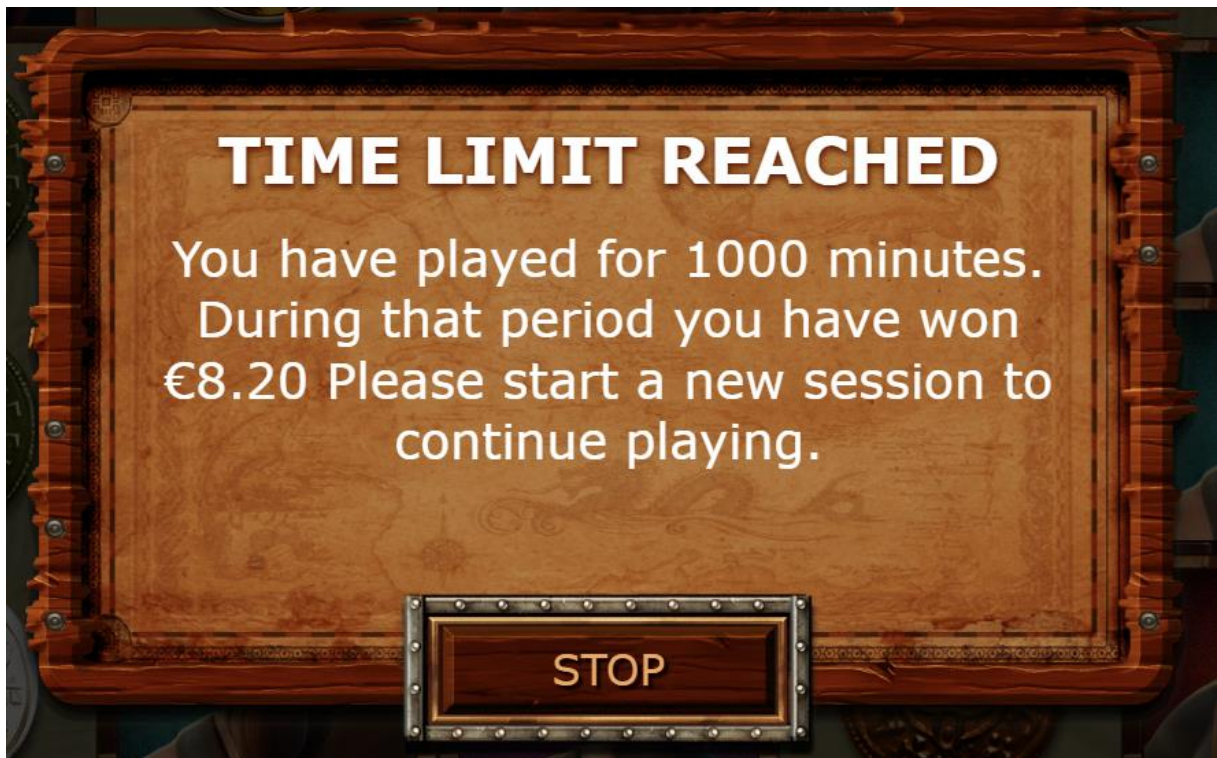 TIME LIMIT REACHED
You have played for 1000 minutes.
During that period you have won
€8.20 Please start a new session to
continue playing.
STOP